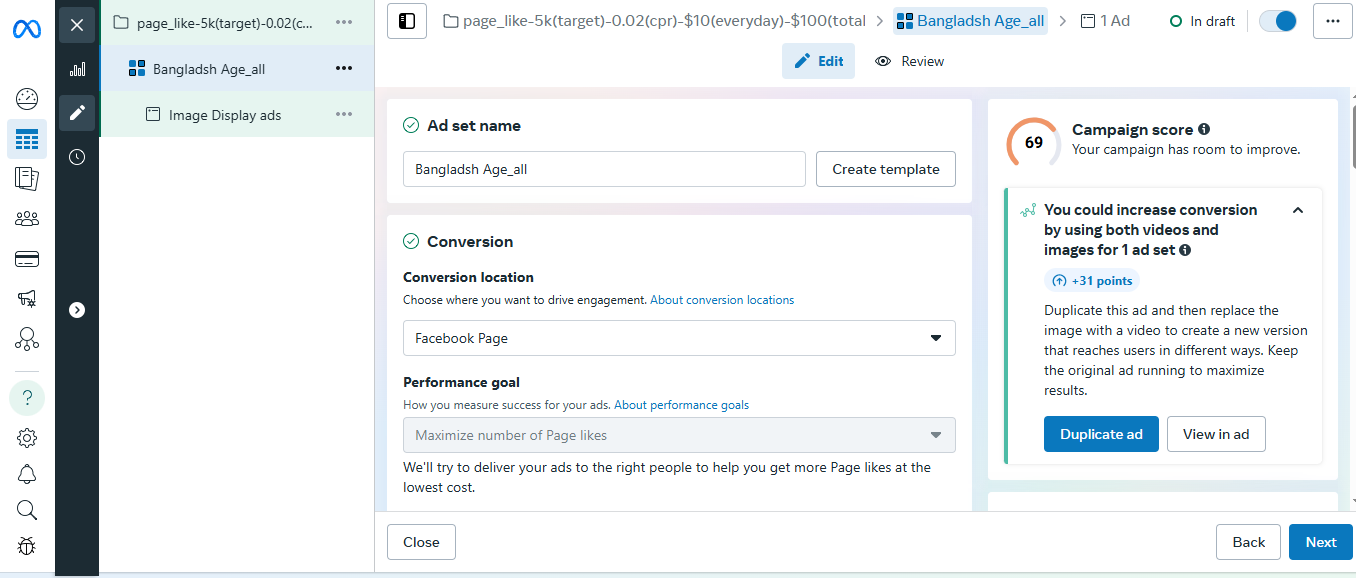 page_like-5k(target)-0.02(c...
Bangladsh Age_all
Image Display ads
page_like-5k(target)-0.02(cpr)-$10(everyday)-$100(total
Bangladsh Age_all
1 Ad
In draft
Edit
Review
Ad set name
Bangladsh Age_all
Create template
Conversion
Conversion location
Choose where you want to drive engagement. About conversion locations
Facebook Page
Performance goal
How you measure success for your ads. About performance goals
Maximize number of Page likes
We'll try to deliver your ads to the right people to help you get more Page likes at the
lowest cost.
69
Campaign score
Your campaign has room to improve.
You could increase conversion
by using both videos and
images for 1 ad set
+31 points
Duplicate this ad and then replace the
image with a video to create a new version
that reaches users in different ways. Keep
the original ad running to maximize
results.
Duplicate ad
View in ad
Close
Back
Next